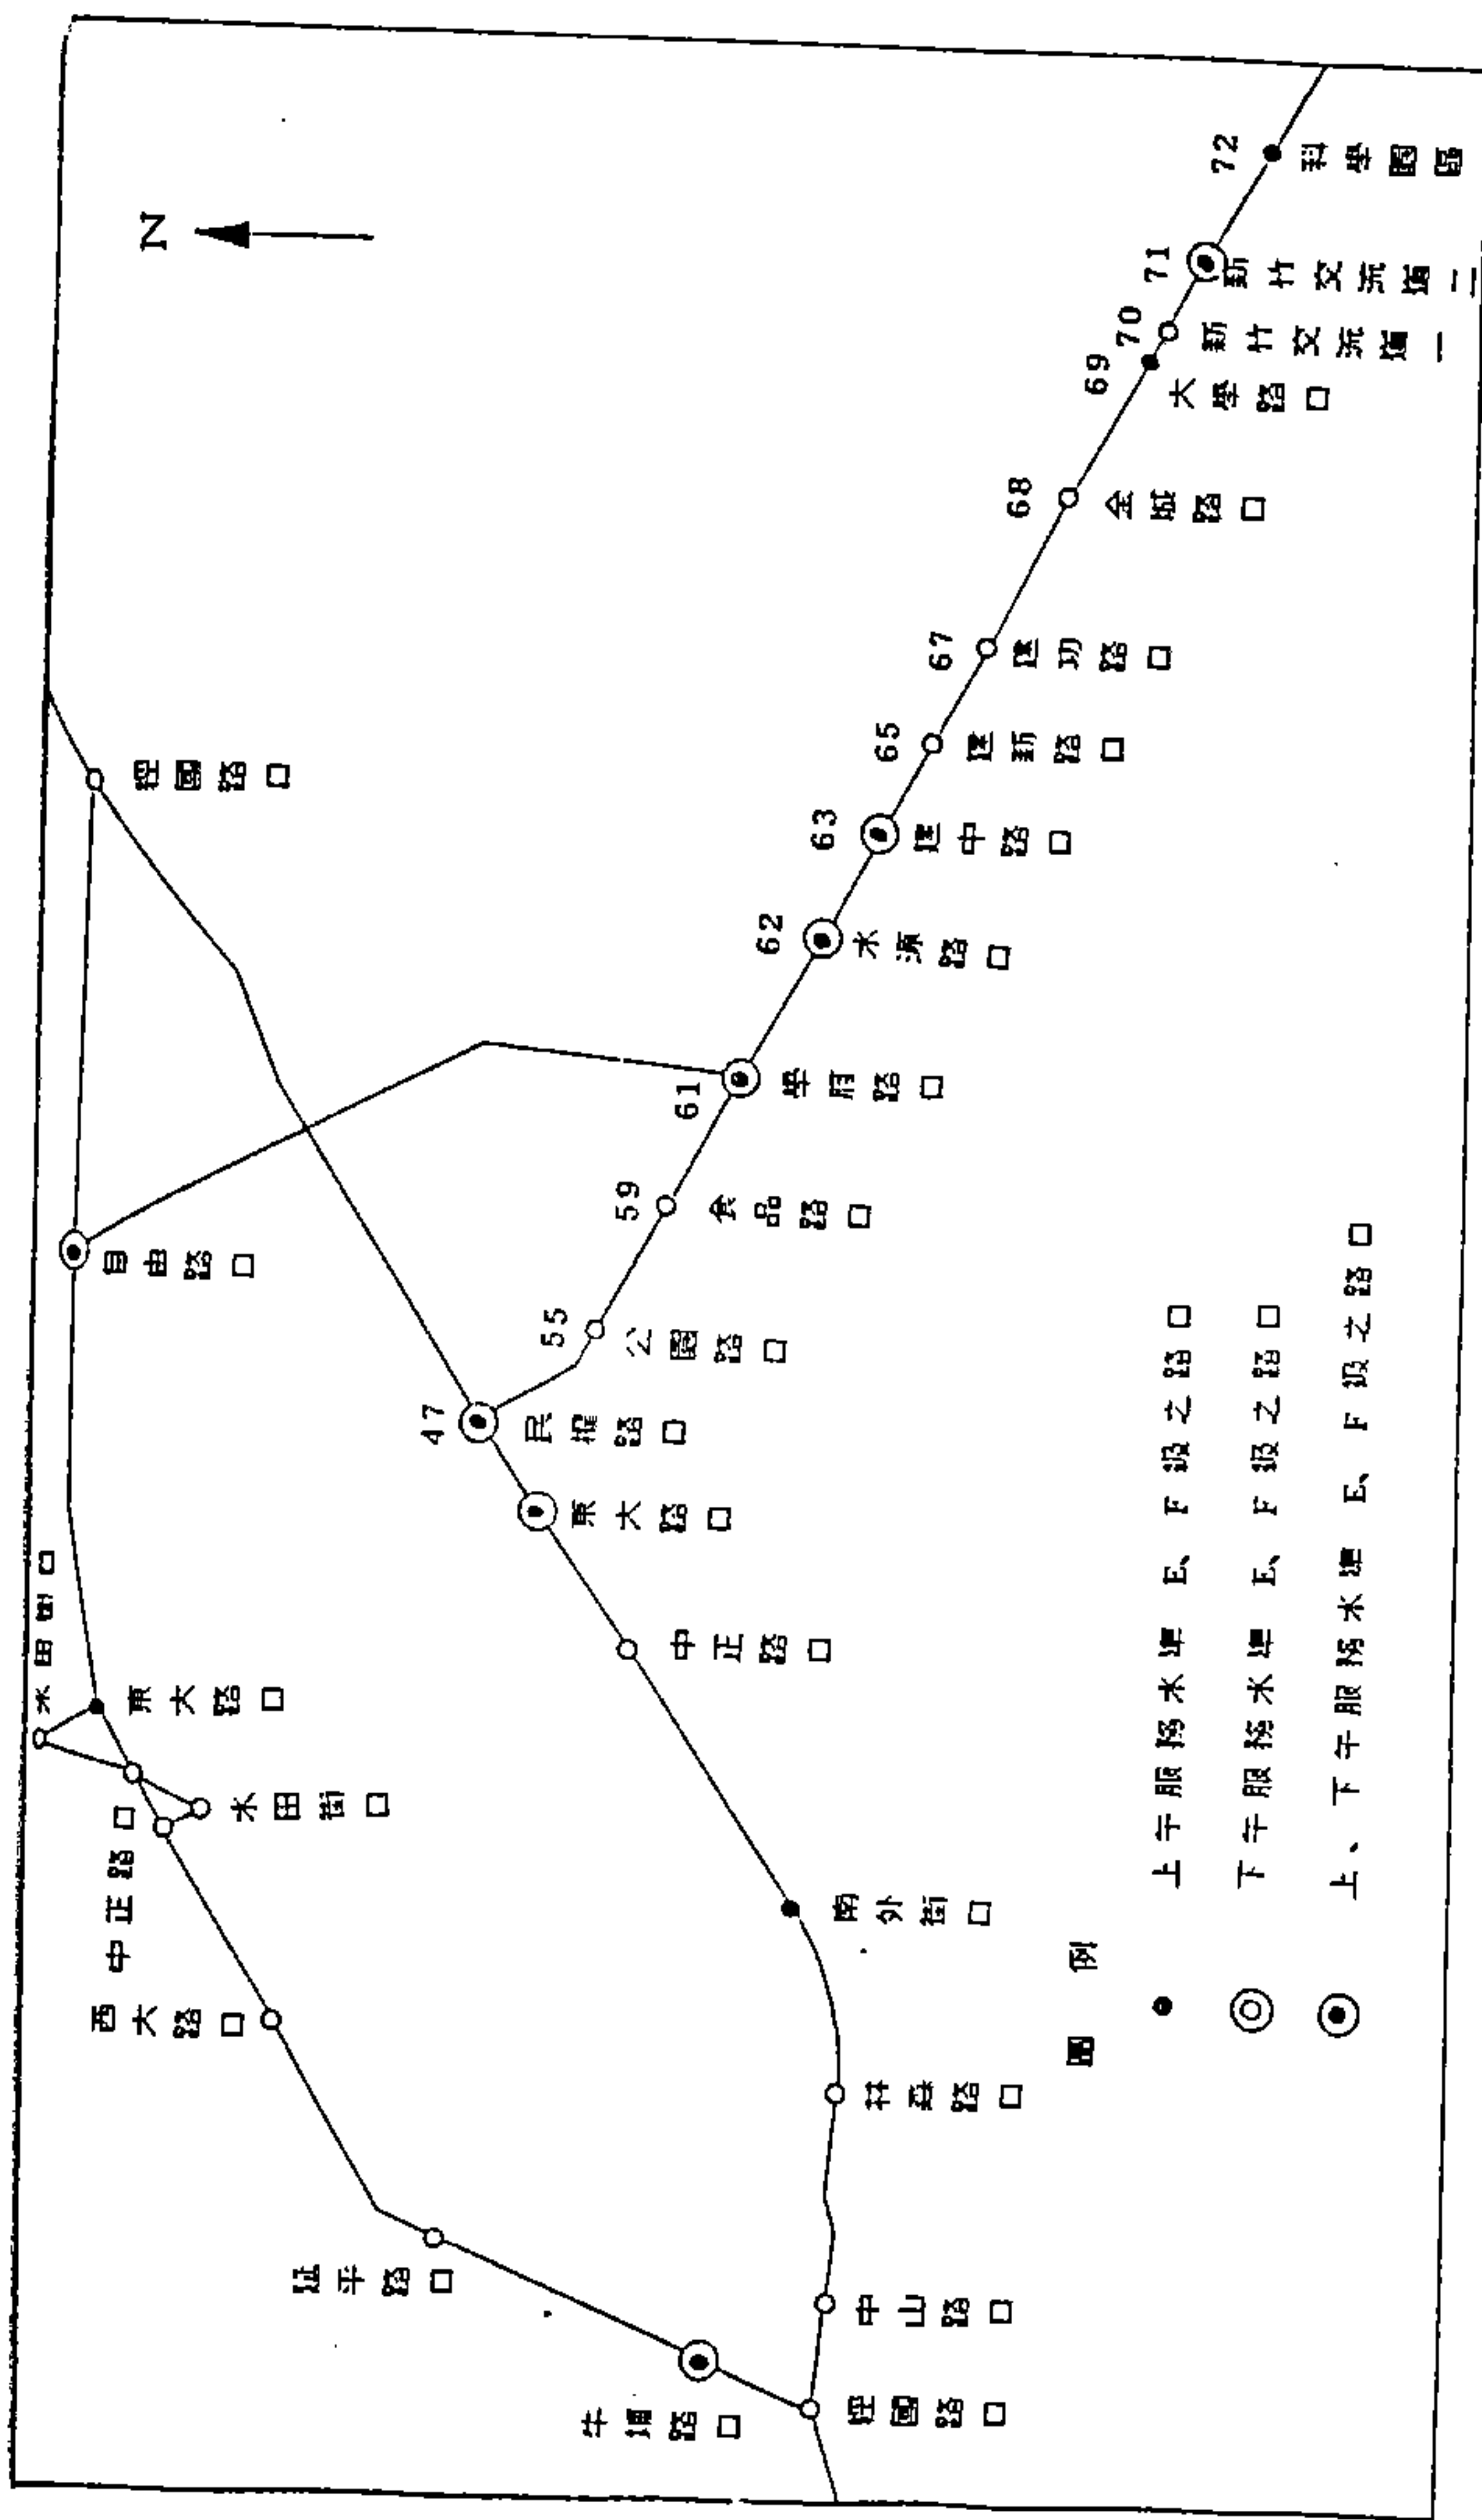 N
72
科學園區
71
新竹交流道二
70
新竹交流道一
69
大學路口
68
金城路口
67
建功路口
65
建新路口
63
建中路口
62
水源路口
61
學府路口
59
食品路口
55
公園路口
47
民權路口
東大路口
中正路口
南外街口
林森路口
中山路口
經國路口
牛埔路口
延平路口
西大路口
中正路口
水田街口
東大路口
水田街口
自由路口
經國路口
圖例
上午服務水準 E、F 級之路口
下午服務水準 E、F 級之路口
上、下午服務水準 E、F 級之路口